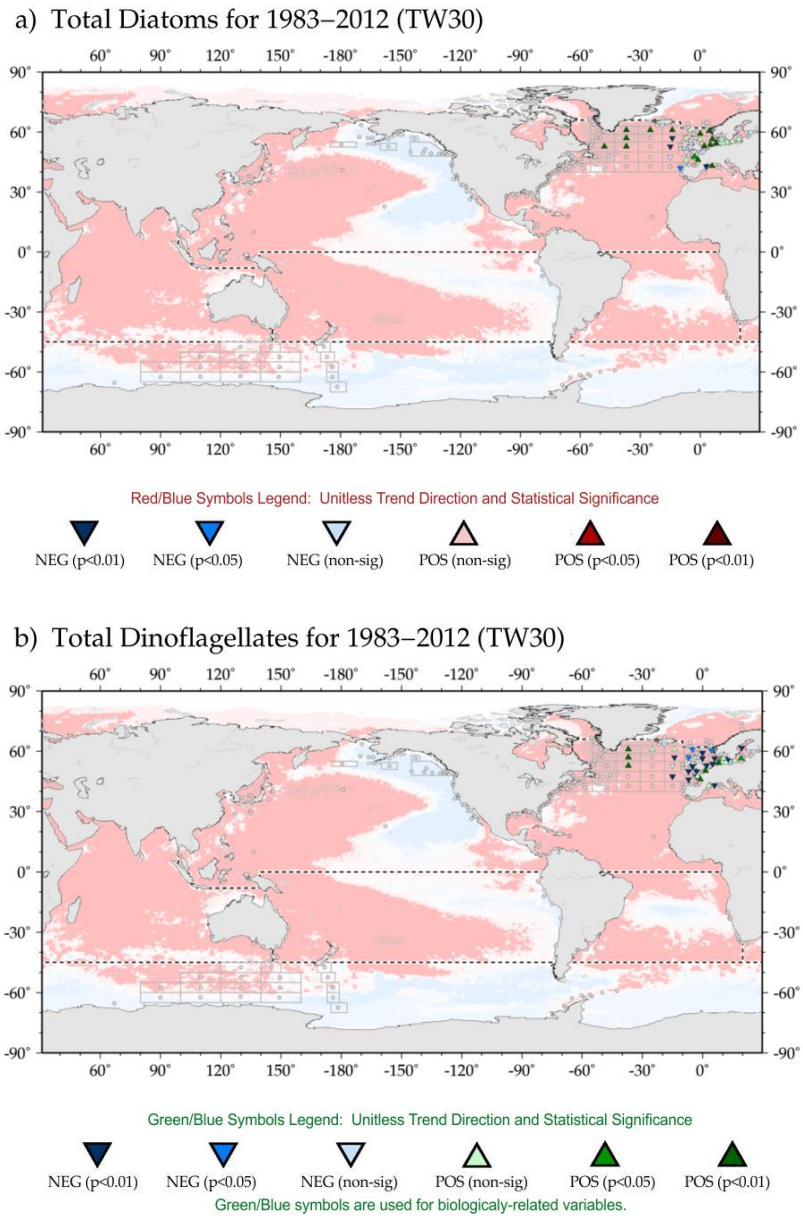 a) Total Diatoms for 1983–2012 (TW30)
60° 90° 120° 150° -180° -150° -120° -90° -60° -30° 0°
90° 90°
60° 60°
30° 30°
0° 0°
-30° -30°
-60° -60°
-90° -90°
60° 90° 120° 150° -180° -150° -120° -90° -60° -30° 0°
Red/Blue Symbols Legend: Unitless Trend Direction and Statistical Significance
NEG (p<0.01) NEG (p<0.05) NEG (non-sig) POS (non-sig) POS (p<0.05) POS (p<0.01)
b) Total Dinoflagellates for 1983–2012 (TW30)
60° 90° 120° 150° -180° -150° -120° -90° -60° -30° 0°
90° 90°
60° 60°
30° 30°
0° 0°
-30° -30°
-60° -60°
-90° -90°
60° 90° 120° 150° -180° -150° -120° -90° -60° -30° 0°
Green/Blue Symbols Legend: Unitless Trend Direction and Statistical Significance
NEG (p<0.01) NEG (p<0.05) NEG (non-sig) POS (non-sig) POS (p<0.05) POS (p<0.01)
Green/Blue symbols are used for biologicaly-related variables.